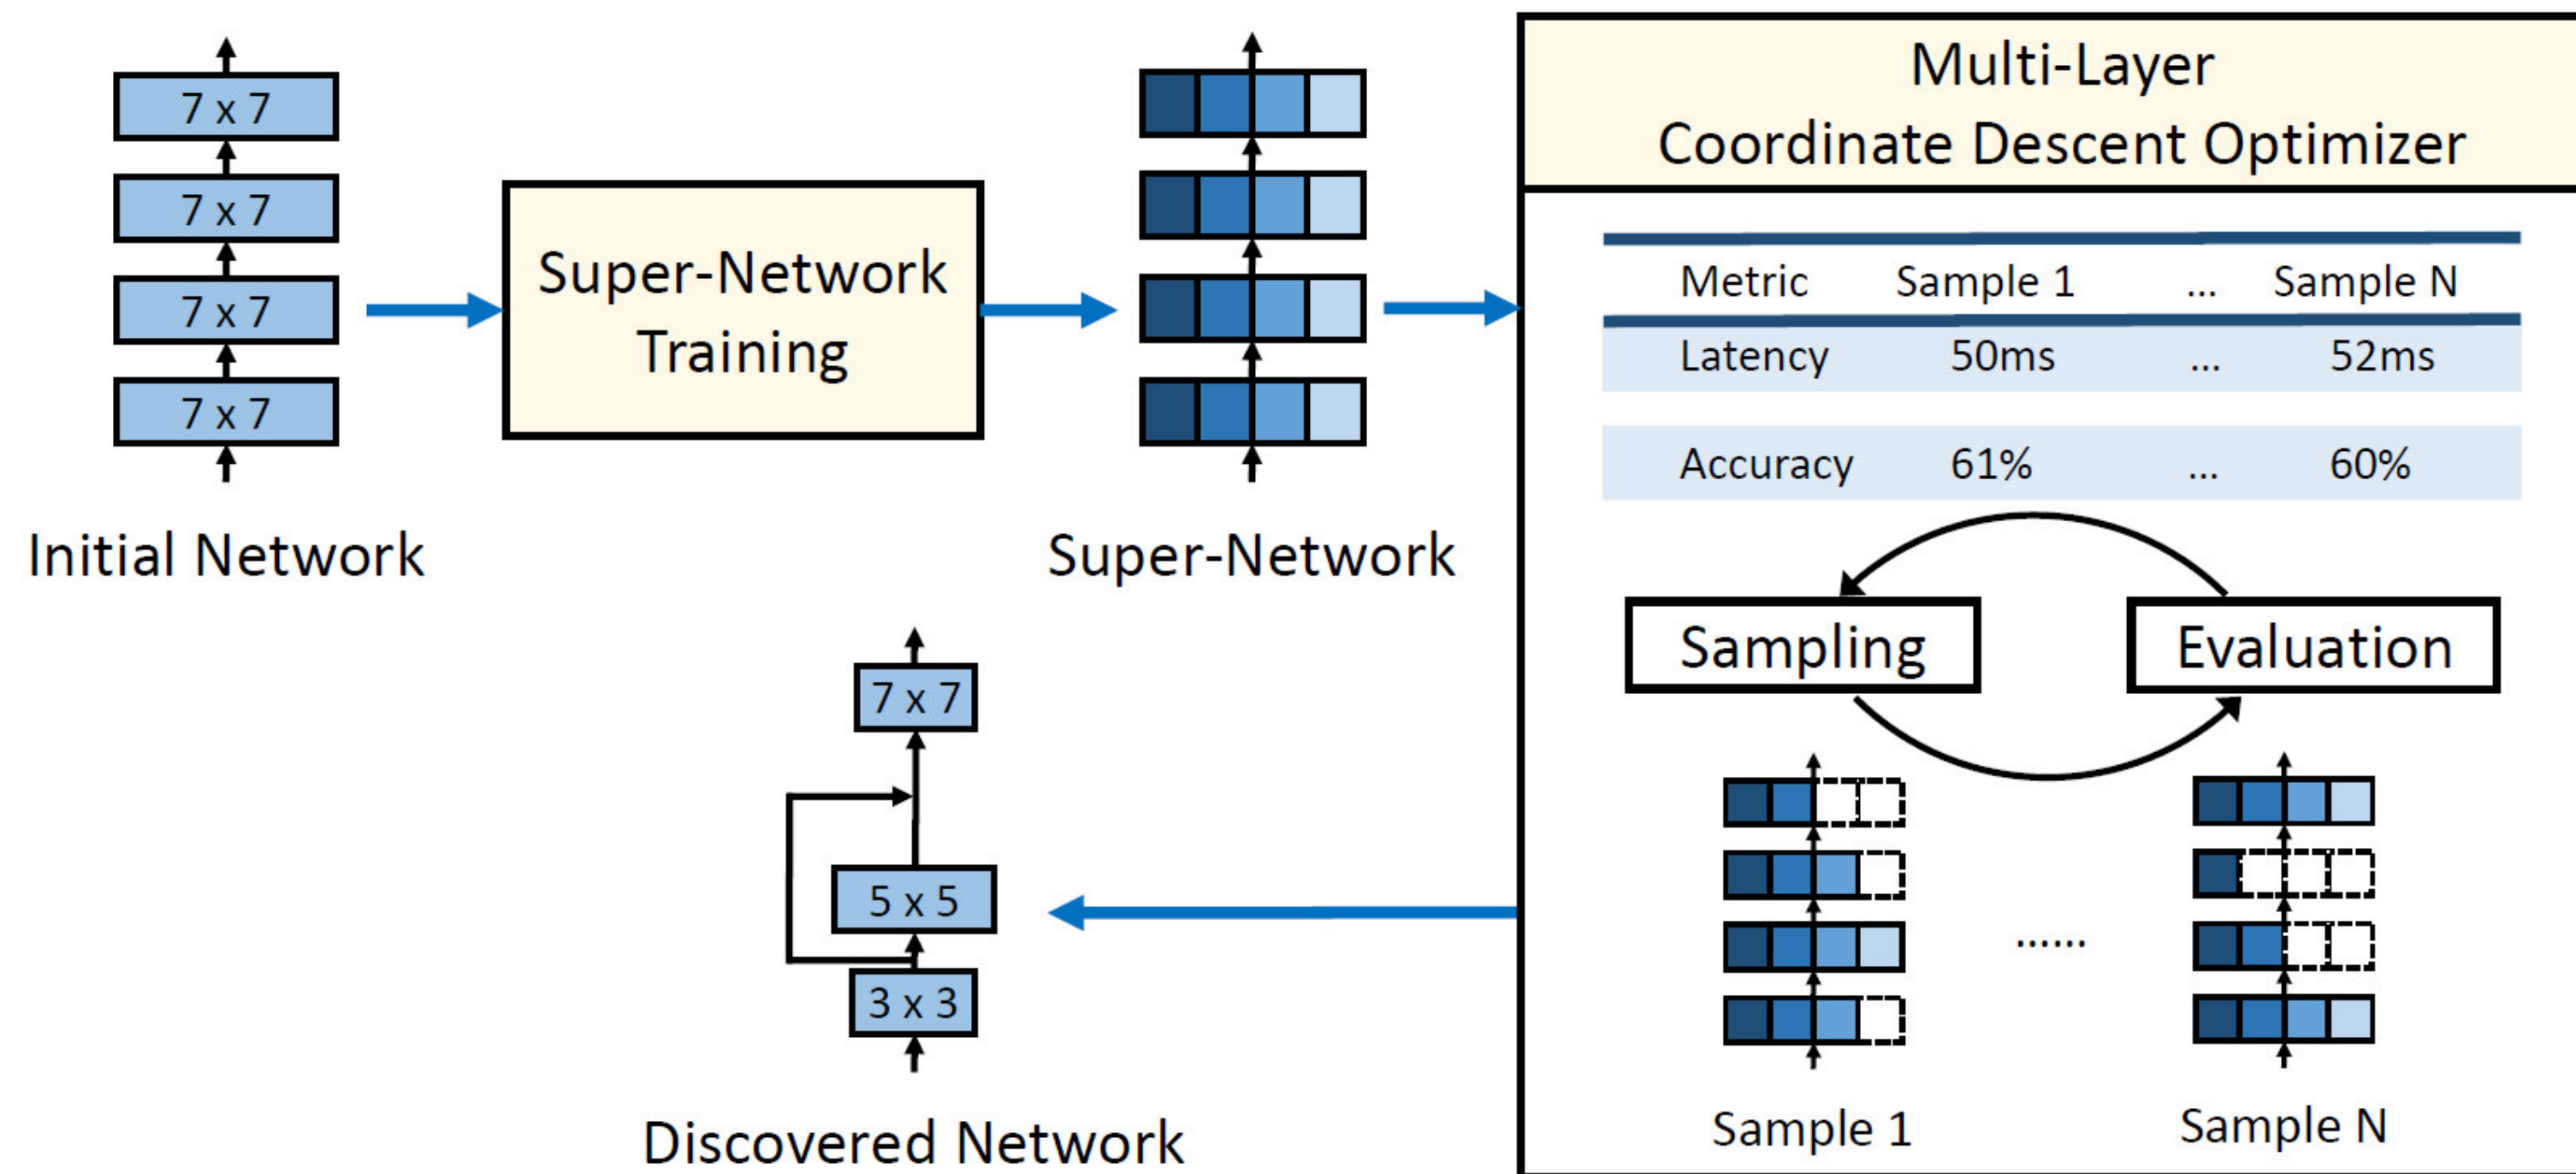 7 x 7
7 x 7
7 x 7
7 x 7
Initial Network
Super-Network
Training
Super-Network
Multi-Layer
Coordinate Descent Optimizer
Metric Sample 1 ... Sample N
Latency 50ms ... 52ms
Accuracy 61% ... 60%
Sampling Evaluation
......
Sample 1 Sample N
7 x 7
5 x 5
3 x 3
Discovered Network